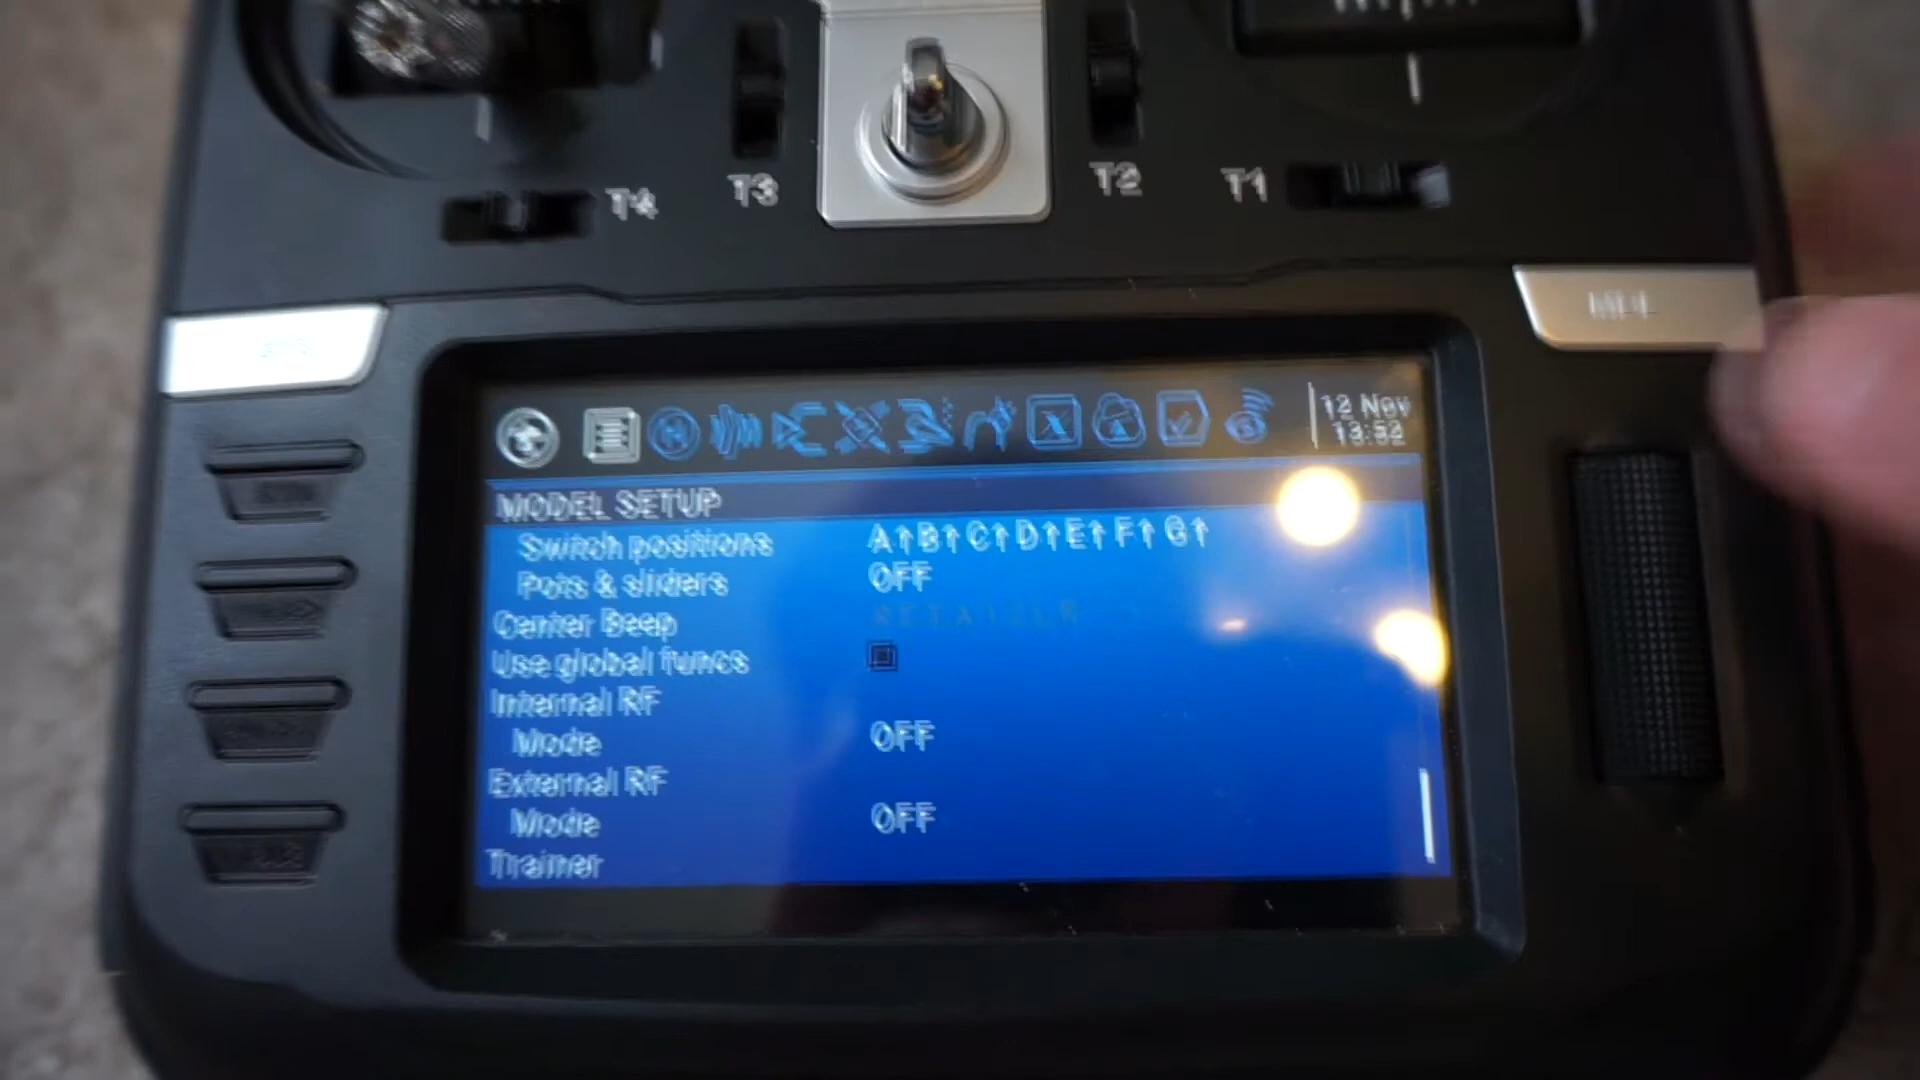 T4
T3
T2
T1
MDL
12 Nov
13:52
MODEL SETUP
Switch positions A↑B↑C↑D↑E↑F↑G↑
Pots & sliders OFF
Center Beep
Use global funcs
Internal RF
Mode OFF
External RF
Mode OFF
Trainer